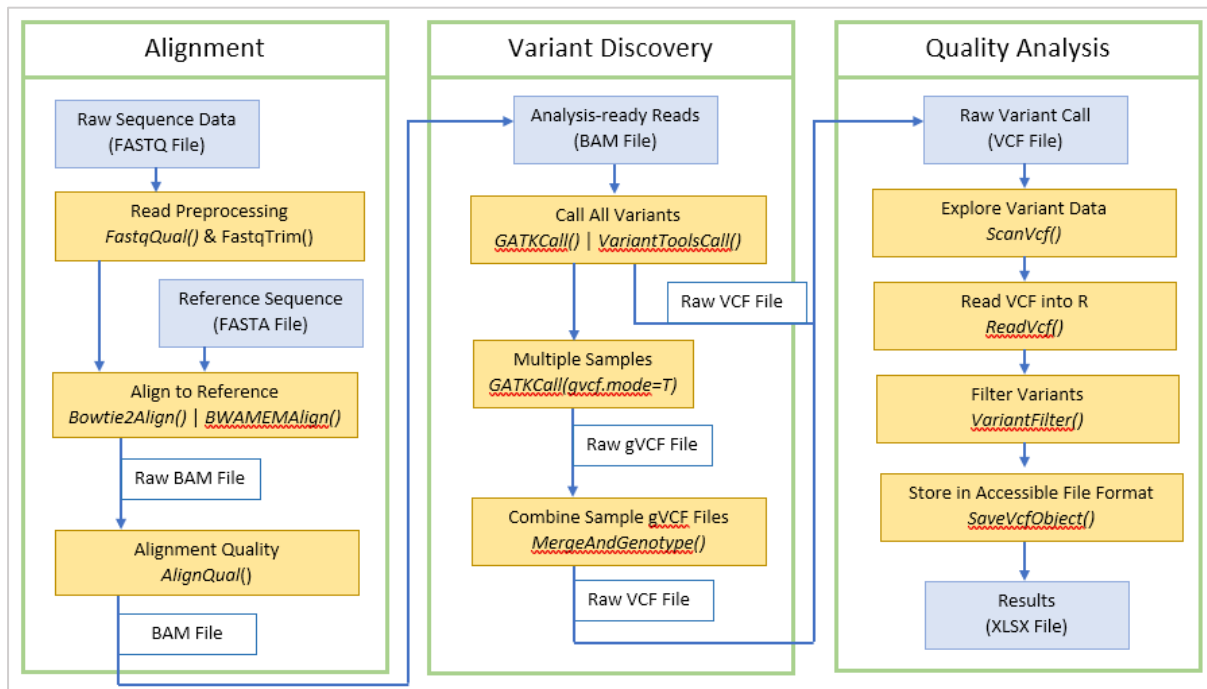 Alignment
Raw Sequence Data
(FASTQ File)
Read Preprocessing
FastqQual() & FastqTrim()
Reference Sequence
(FASTA File)
Align to Reference
Bowtie2Align() | BWAMEMAlign()
Raw BAM File
Alignment Quality
AlignQual()
BAM File
Variant Discovery
Analysis-ready Reads
(BAM File)
Call All Variants
GATKCall() | VariantToolsCall()
Raw VCF File
Multiple Samples
GATKCall(gvcf.mode=T)
Raw gVCF File
Combine Sample gVCF Files
MergeAndGenotype()
Raw VCF File
Quality Analysis
Raw Variant Call
(VCF File)
Explore Variant Data
ScanVcf()
Read VCF into R
ReadVcf()
Filter Variants
VariantFilter()
Store in Accessible File Format
SaveVcfObject()
Results
(XLSX File)